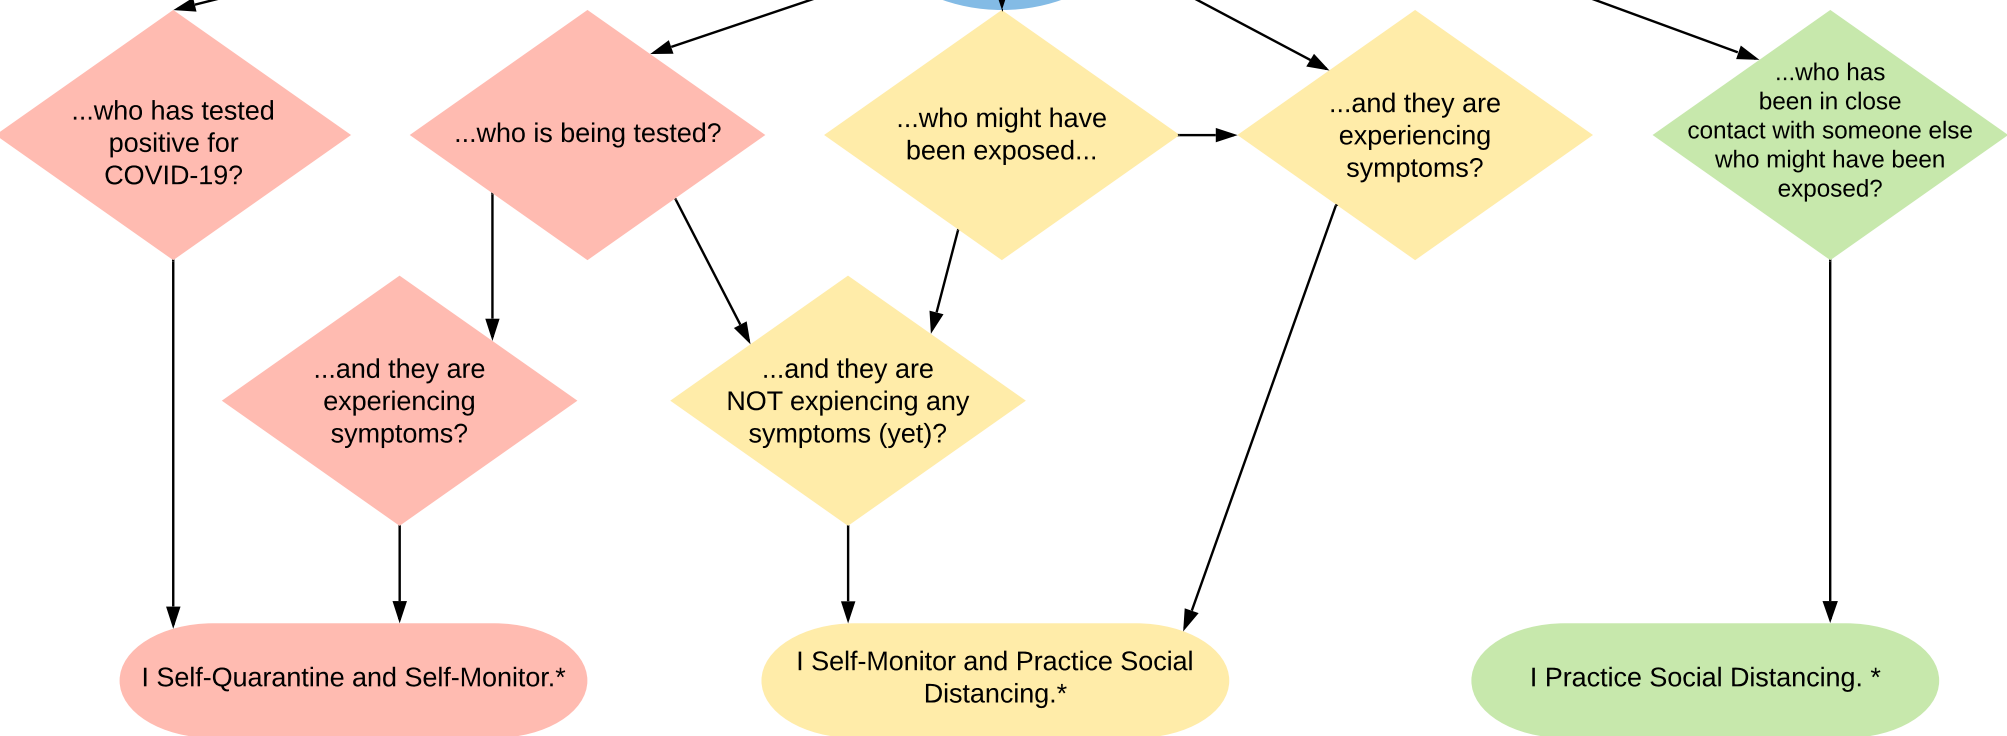 ...who has tested
positive for
COVID-19?
...who is being tested?
...who might have
been exposed...
...and they are
experiencing
symptoms?
...who has
been in close
contact with someone else
who might have been
exposed?
...and they are
experiencing
symptoms?
...and they are
NOT expiencing any
symptoms (yet)?
I Self-Quarantine and Self-Monitor.*
I Self-Monitor and Practice Social
Distancing.*
I Practice Social Distancing. *